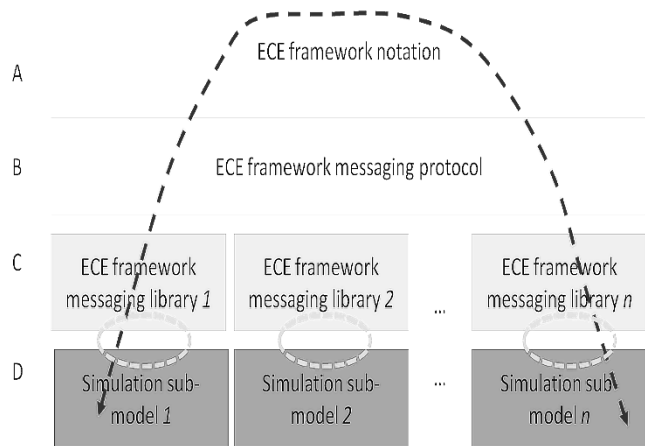 A
ECE framework notation
B
ECE framework messaging protocol
C
ECE framework
messaging library 1
ECE framework
messaging library 2
...
ECE framework
messaging library n
D
Simulation sub-
model 1
Simulation sub-
model 2
...
Simulation sub-
model n